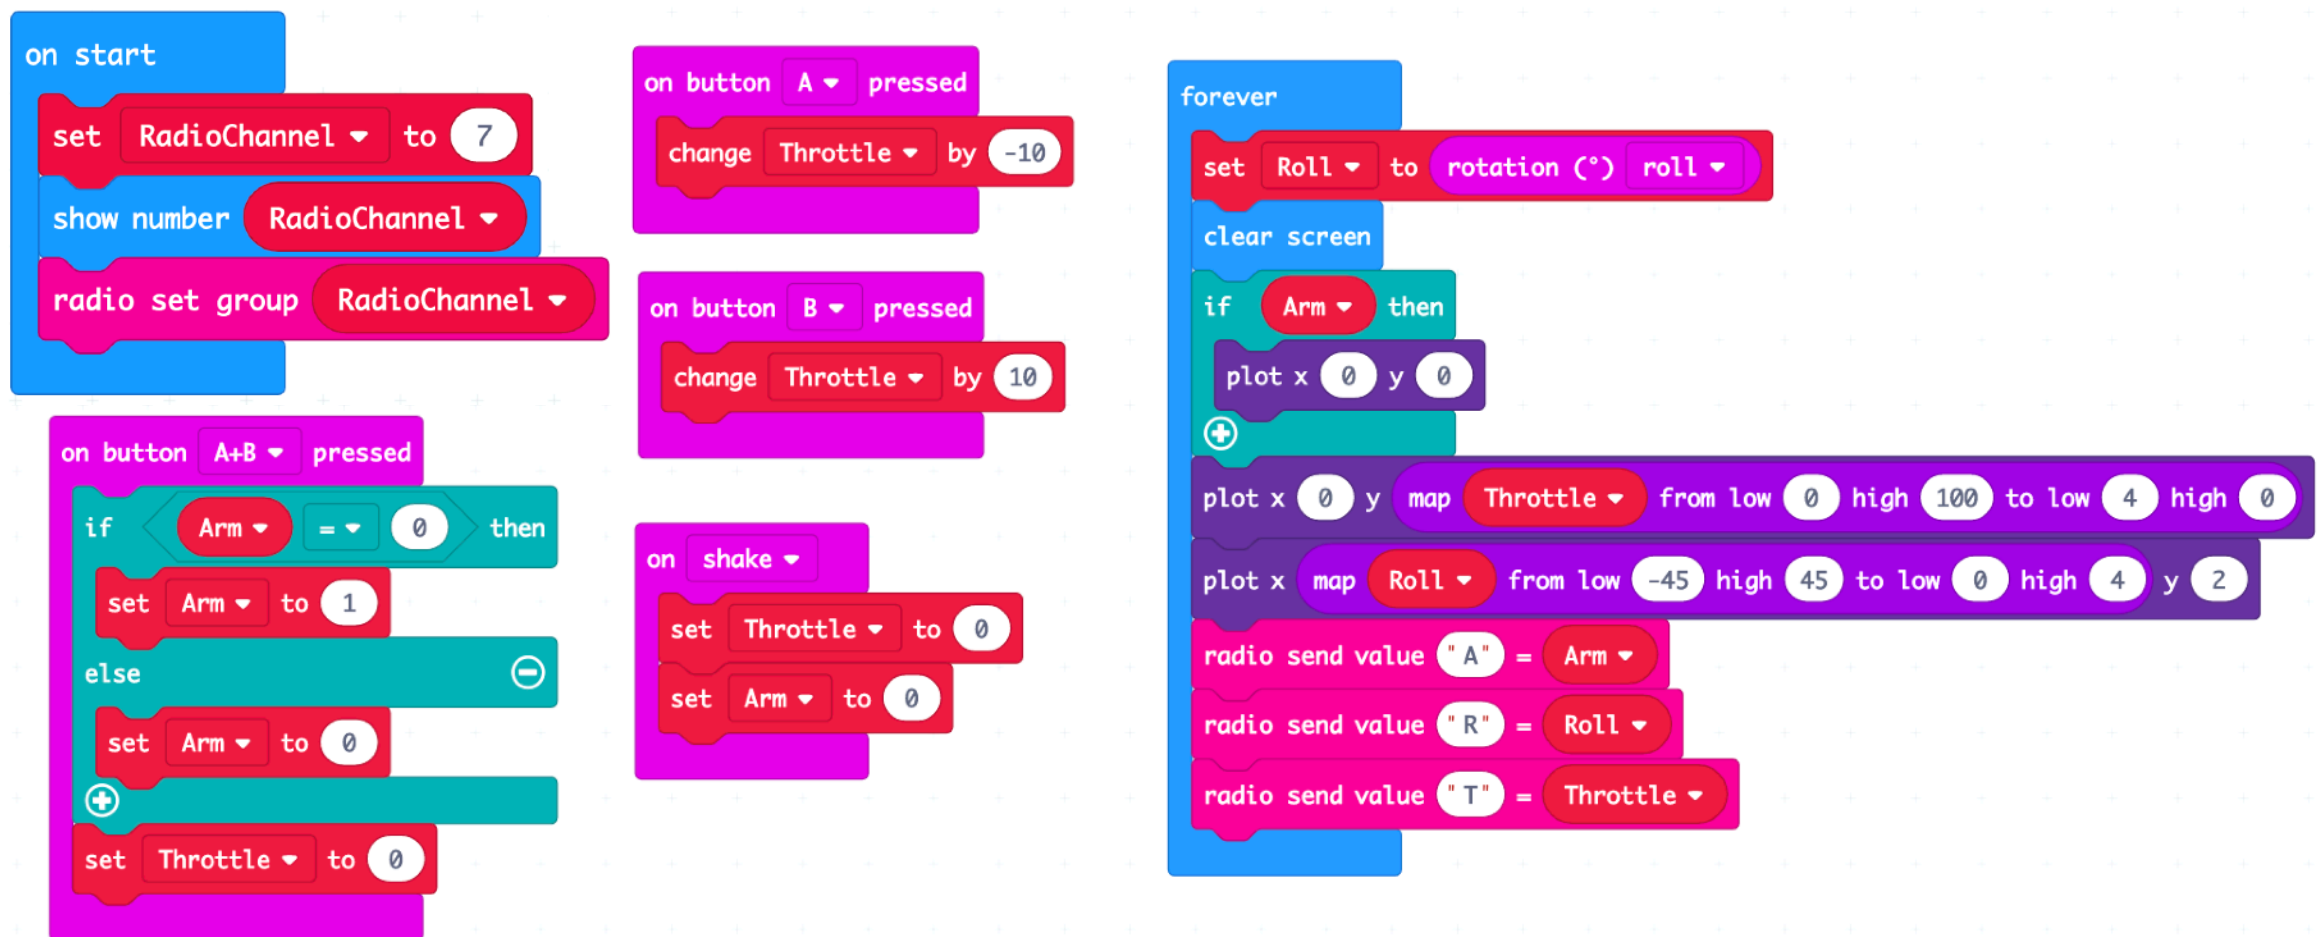 on start
set RadioChannel to 7
show number RadioChannel
radio set group RadioChannel
on button A+B pressed
if Arm = 0 then
set Arm to 1
else
set Arm to 0
set Throttle to 0
on button A pressed
change Throttle by -10
on button B pressed
change Throttle by 10
on shake
set Throttle to 0
set Arm to 0
forever
set Roll to rotation (°) roll
clear screen
if Arm then
plot x 0 y 0
plot x 0 y map Throttle from low 0 high 100 to low 4 high 0
plot x map Roll from low -45 high 45 to low 0 high 4 y 2
radio send value "A" = Arm
radio send value "R" = Roll
radio send value "T" = Throttle